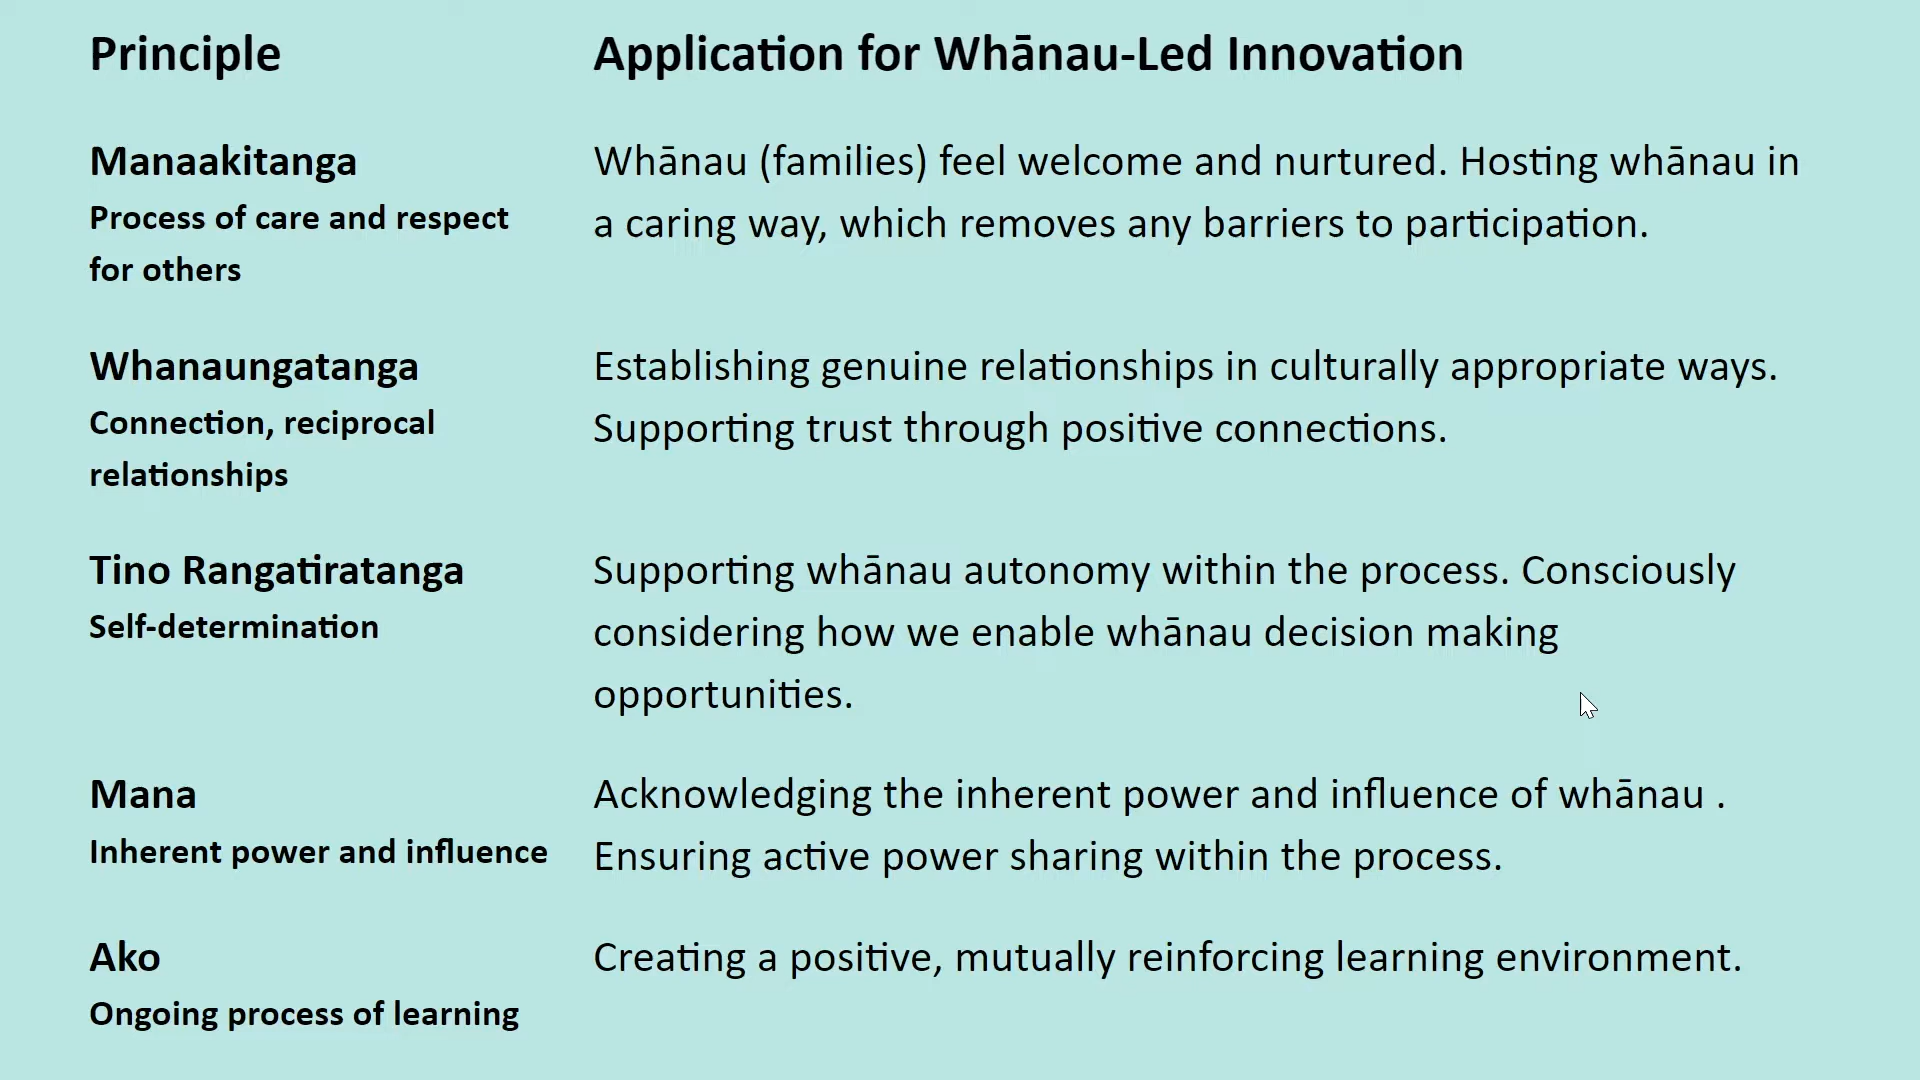 Principle
Application for Whānau-Led Innovation
Manaakitanga
Process of care and respect
for others
Whānau (families) feel welcome and nurtured. Hosting whānau in
a caring way, which removes any barriers to participation.
Whanaungatanga
Connection, reciprocal
relationships
Establishing genuine relationships in culturally appropriate ways.
Supporting trust through positive connections.
Tino Rangatiratanga
Self-determination
Supporting whānau autonomy within the process. Consciously
considering how we enable whānau decision making
opportunities.
Mana
Inherent power and influence
Acknowledging the inherent power and influence of whānau .
Ensuring active power sharing within the process.
Ako
Ongoing process of learning
Creating a positive, mutually reinforcing learning environment.